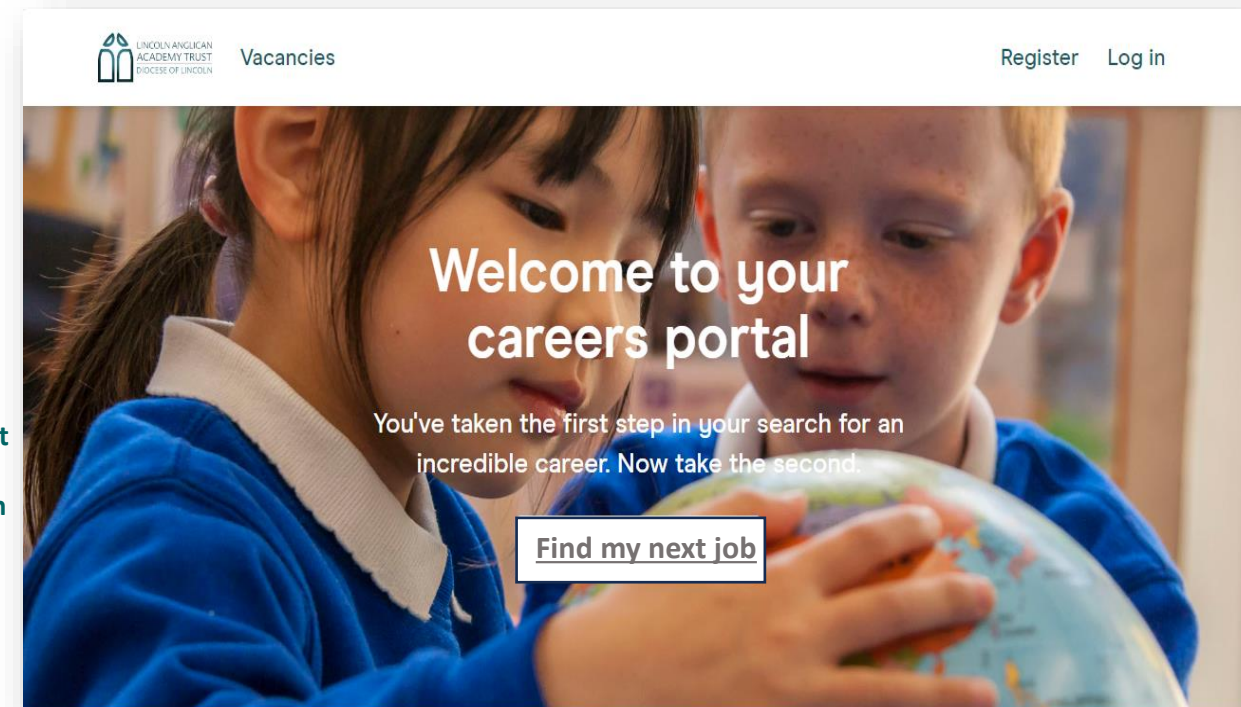 LINCOLN ANGLICAN
ACADEMY TRUST
DIOCESE OF LINCOLN
Vacancies
Register
Log in
Welcome to your
careers portal
You've taken the first step in your search for an
incredible career. Now take the second.
Find my next job